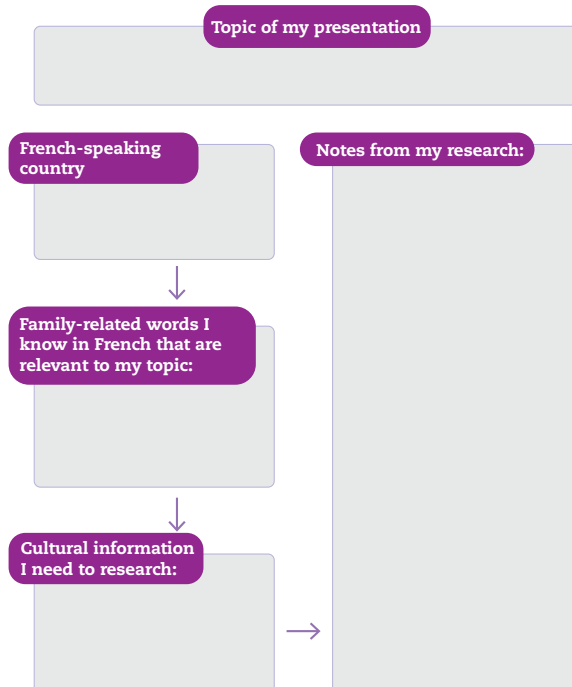 Topic of my presentation
French-speaking
country
Family-related words I
know in French that are
relevant to my topic:
Cultural information
I need to research:
Notes from my research: